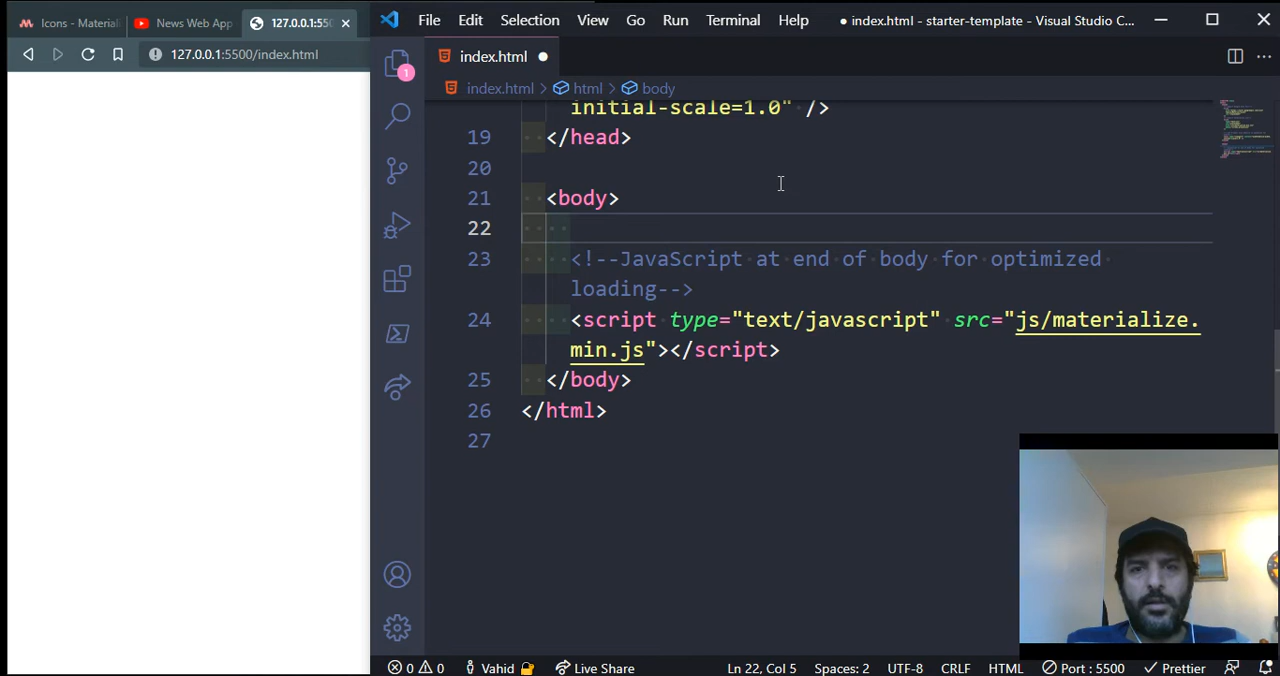 Icons - Materiali
News Web App
127.0.0.1:550
127.0.0.1:5500/index.html
File Edit Selection View Go Run Terminal Help
● index.html - starter-template - Visual Studio C...
index.html
index.html > html > body
1
initial-scale=1.0" />
19 </head>
20
21 <body>
22
23 <!--JavaScript at end of body for optimized
loading-->
24 <script type="text/javascript" src="js/materialize.
min.js"></script>
25 </body>
26 </html>
27
0 0 Vahid Live Share Ln 22, Col 5 Spaces: 2 UTF-8 CRLF HTML Port : 5500 Prettier